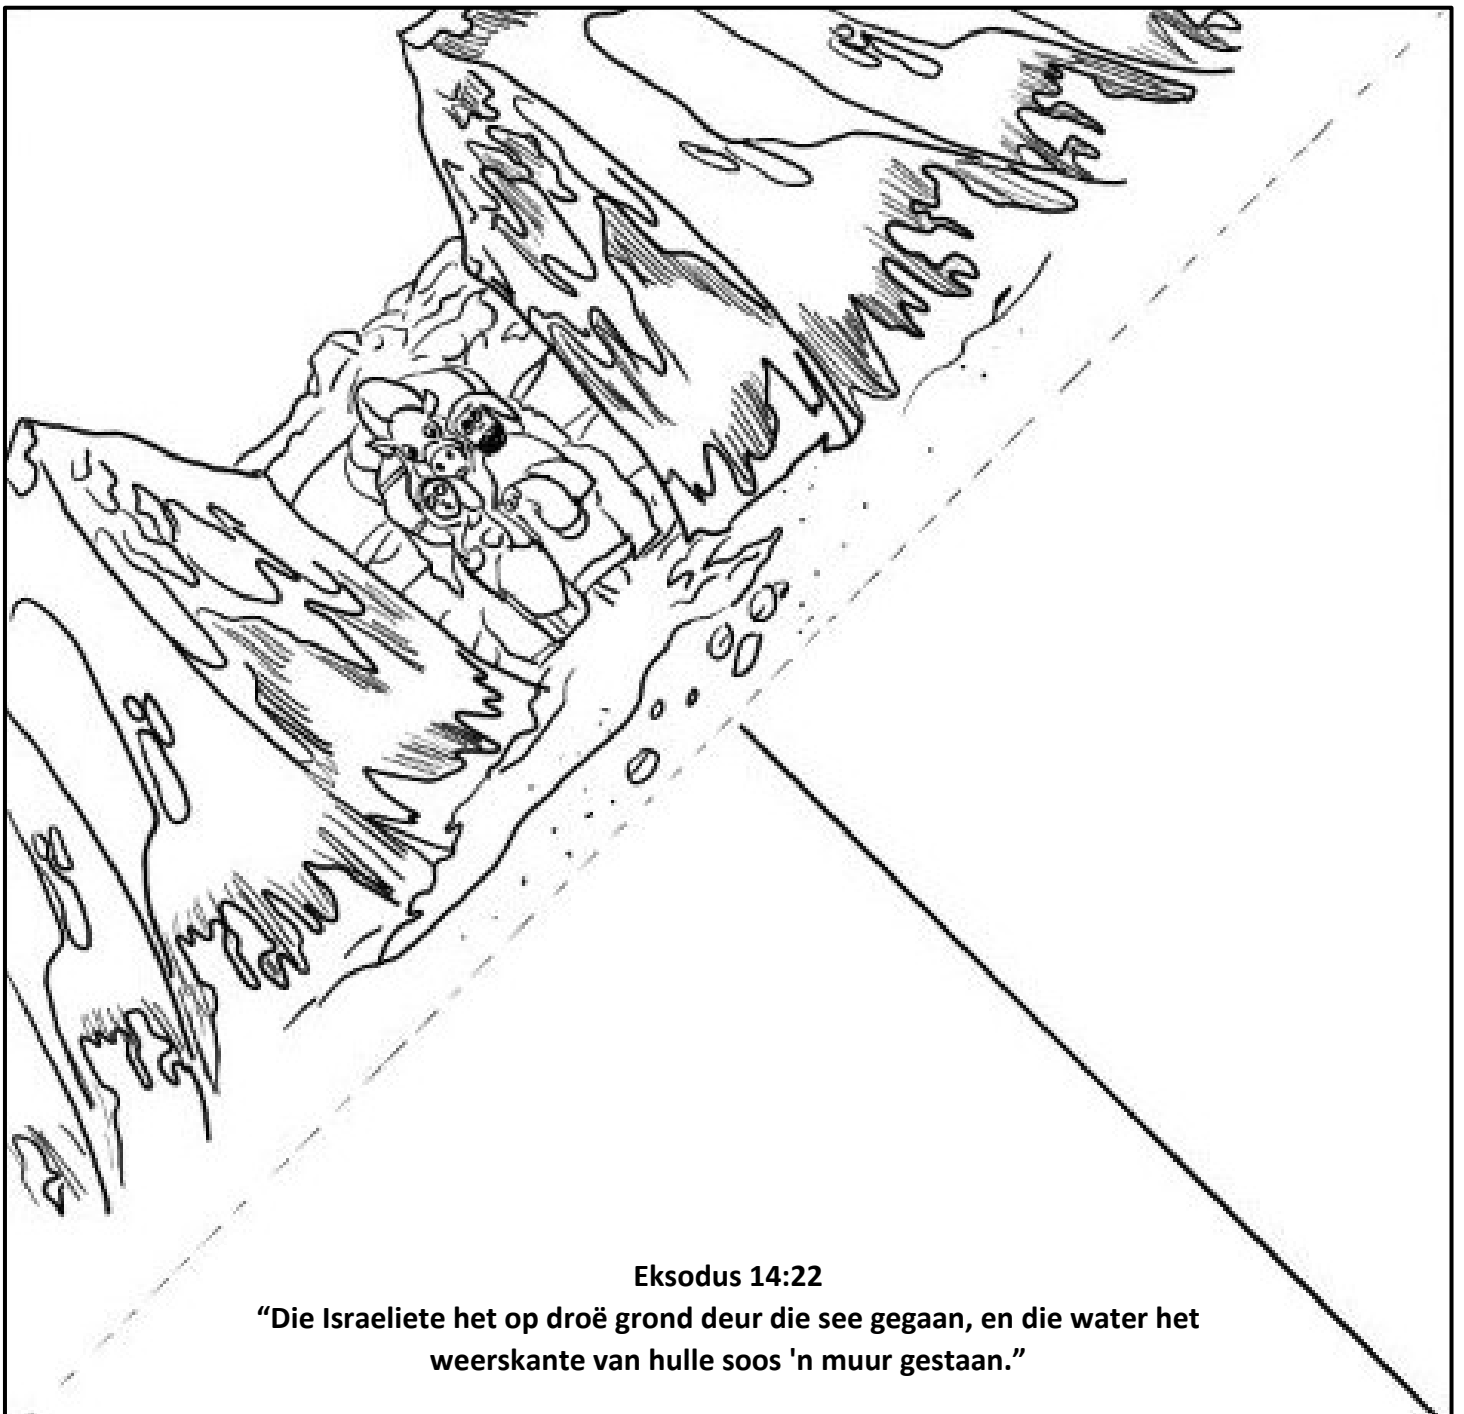 Eksodus 14:22
“Die Israeliete het op droë grond deur die see gegaan, en die water het
weerskante van hulle soos 'n muur gestaan.”